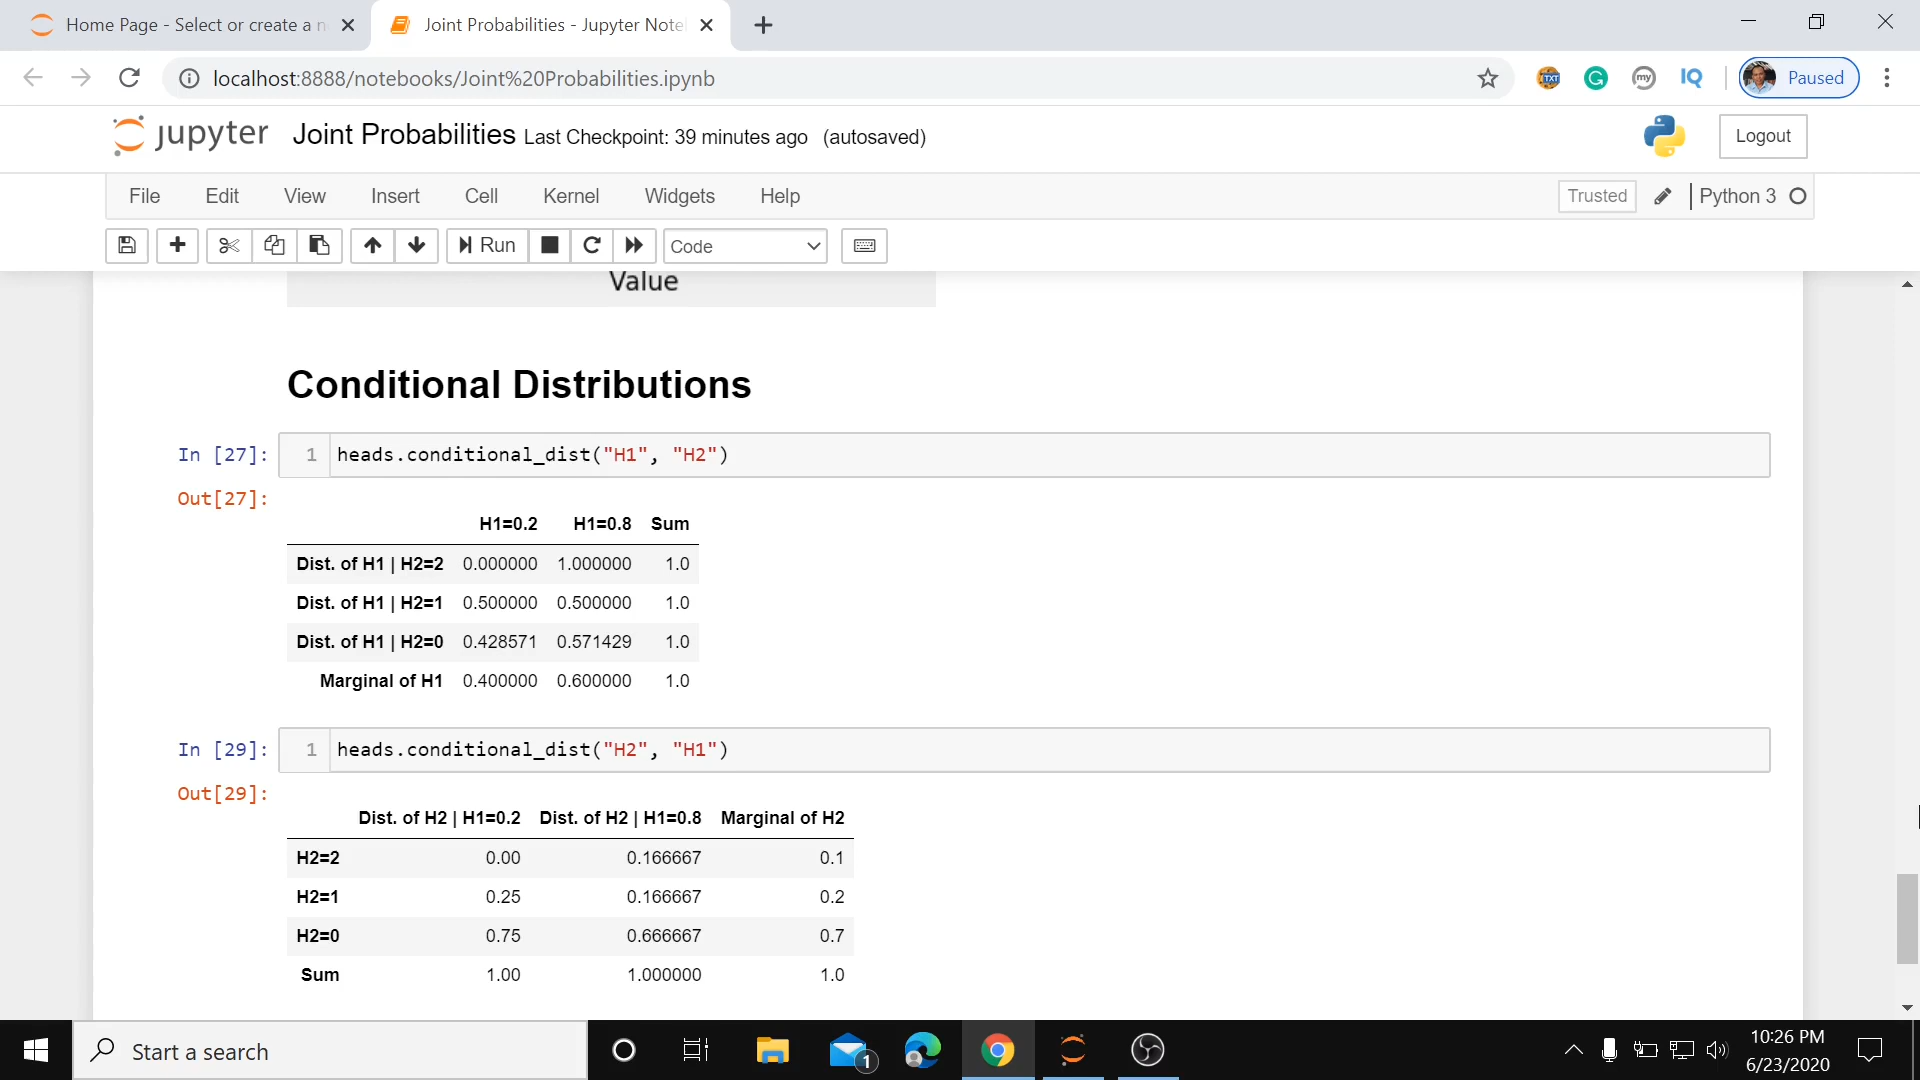 Home Page - Select or create a n
Joint Probabilities - Jupyter Note
localhost:8888/notebooks/Joint%20Probabilities.ipynb
TXT
G
my
IQ
Paused
jupyter Joint Probabilities Last Checkpoint: 39 minutes ago (autosaved)
Logout
File Edit View Insert Cell Kernel Widgets Help
Trusted
Python 3
Run
Code
Value
Conditional Distributions
In [27]: 1 heads.conditional_dist("H1", "H2")
Out[27]:
H1=0.2 H1=0.8 Sum
Dist. of H1 | H2=2 0.000000 1.000000 1.0
Dist. of H1 | H2=1 0.500000 0.500000 1.0
Dist. of H1 | H2=0 0.428571 0.571429 1.0
Marginal of H1 0.400000 0.600000 1.0
In [29]: 1 heads.conditional_dist("H2", "H1")
Out[29]:
Dist. of H2 | H1=0.2 Dist. of H2 | H1=0.8 Marginal of H2
H2=2 0.00 0.166667 0.1
H2=1 0.25 0.166667 0.2
H2=0 0.75 0.666667 0.7
Sum 1.00 1.000000 1.0
Start a search
1
10:26 PM
6/23/2020